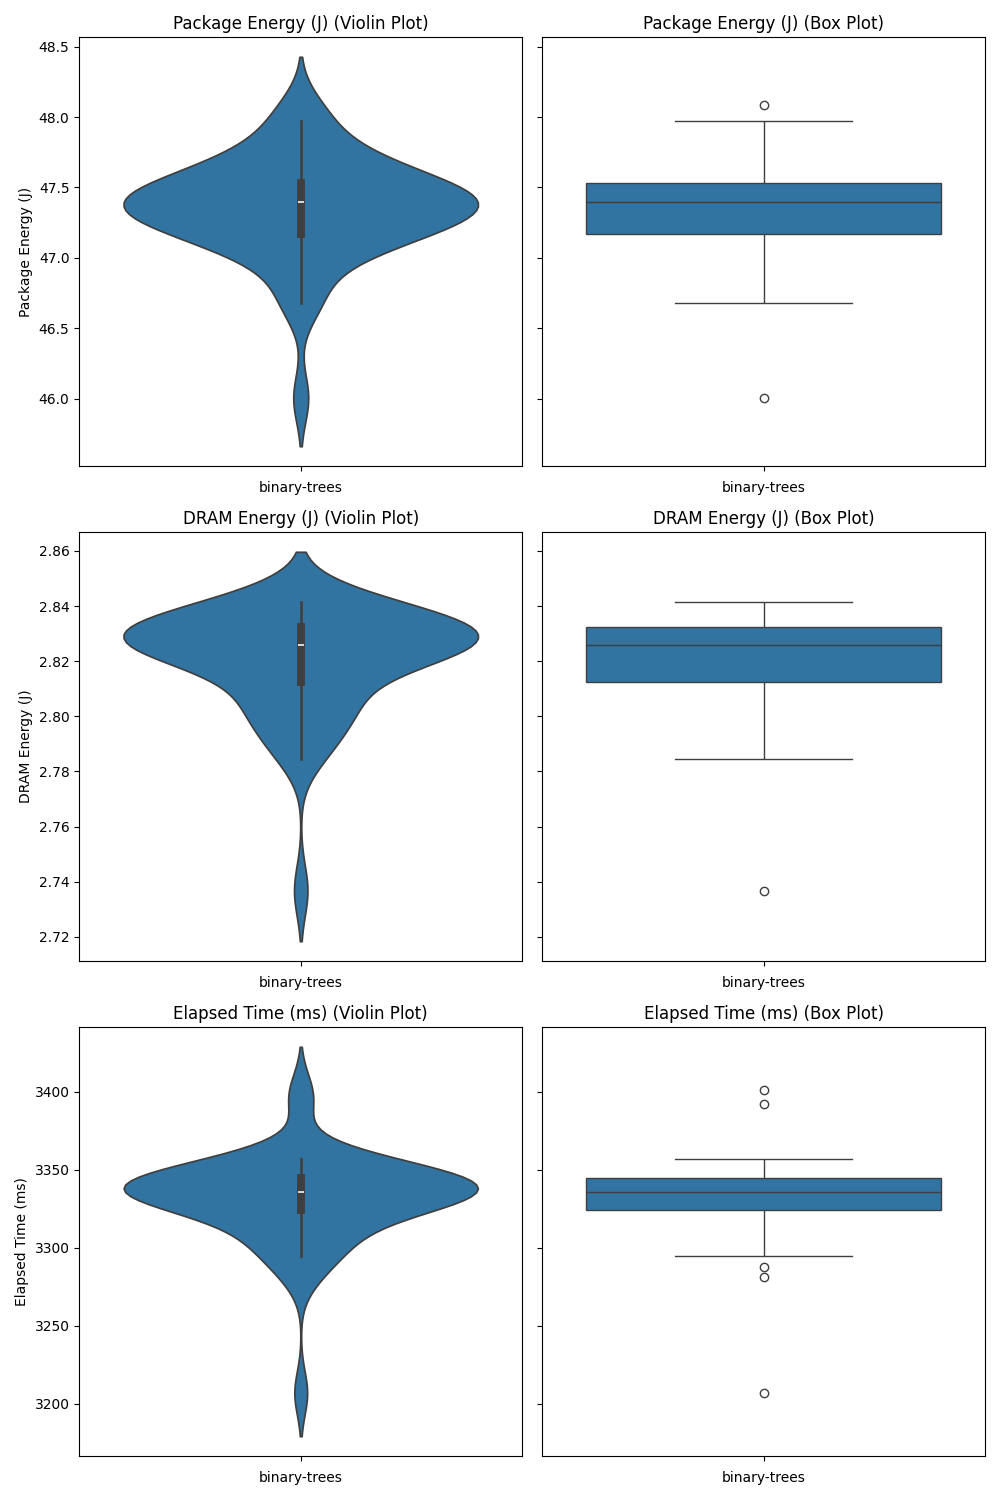 Package Energy (J) (Violin Plot)
Package Energy (J) (Box Plot)
48.5
48.0
47.5
47.0
46.5
46.0
Package Energy (J)
binary-trees
binary-trees
DRAM Energy (J) (Violin Plot)
DRAM Energy (J) (Box Plot)
2.86
2.84
2.82
2.80
2.78
2.76
2.74
2.72
DRAM Energy (J)
binary-trees
binary-trees
Elapsed Time (ms) (Violin Plot)
Elapsed Time (ms) (Box Plot)
3400
3350
3300
3250
3200
Elapsed Time (ms)
binary-trees
binary-trees